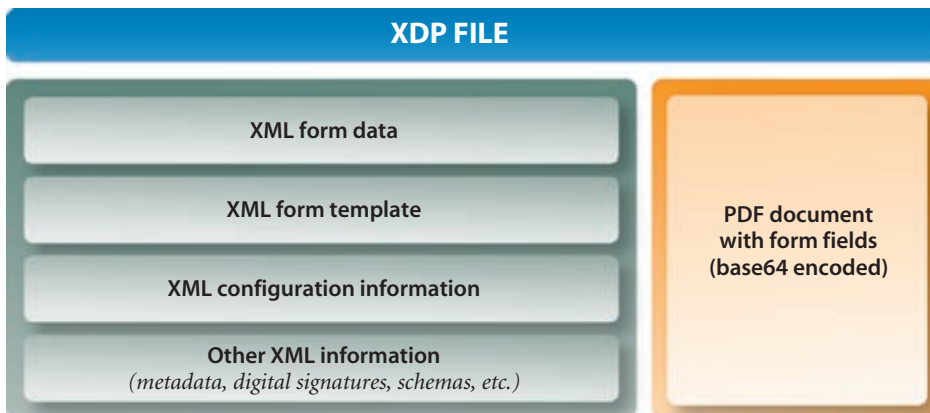 XDP FILE
XML form data
XML form template
XML configuration information
Other XML information
(metadata, digital signatures, schemas, etc.)
PDF document
with form fields
(base64 encoded)